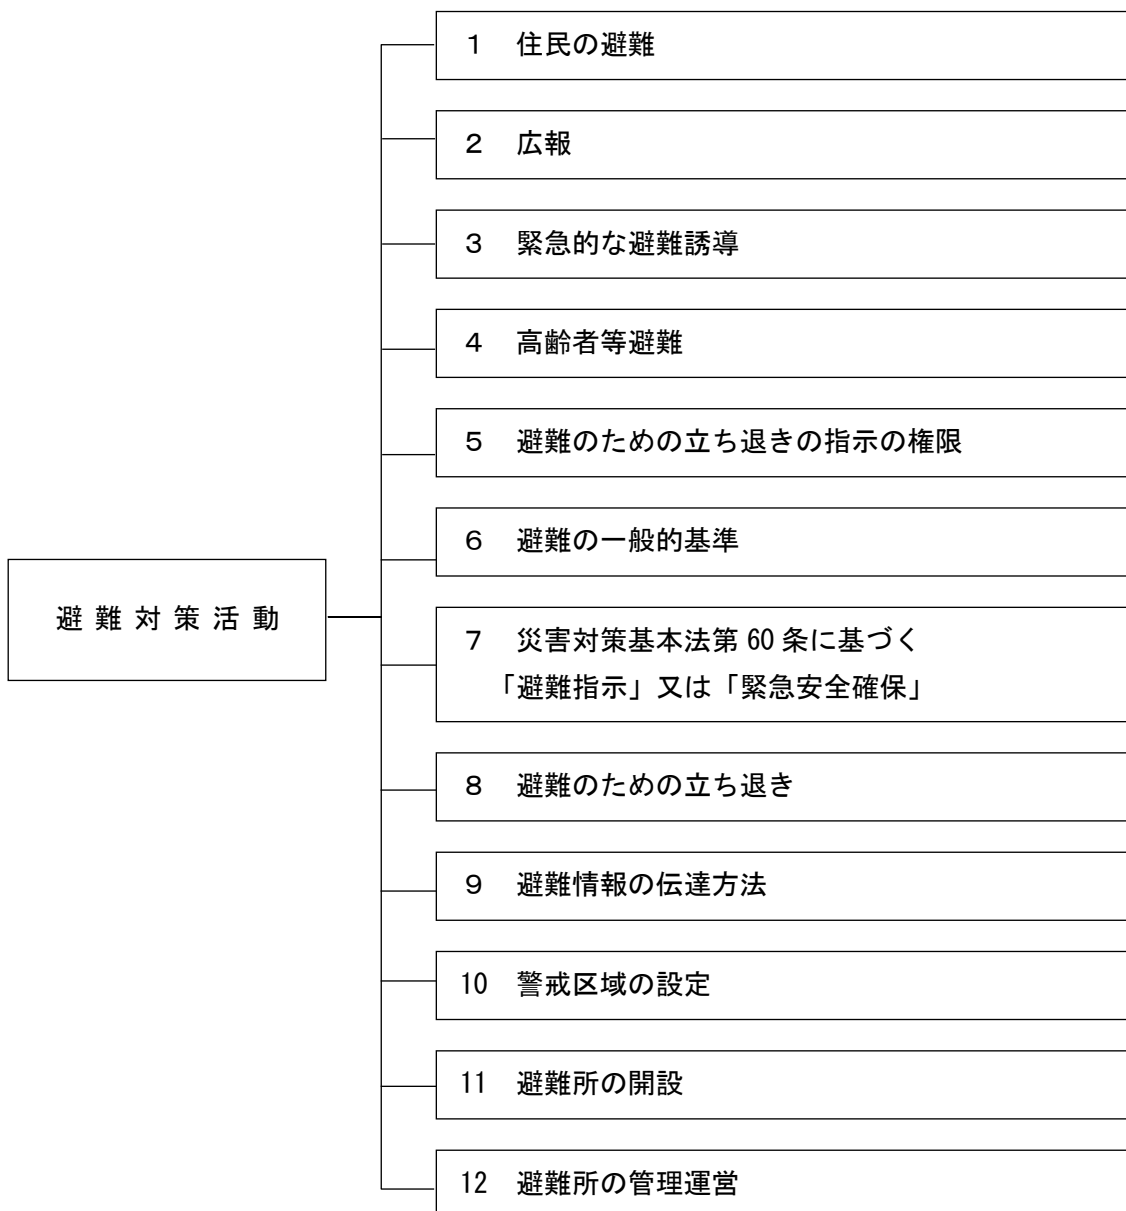 1 住民の避難
2 広報
3 緊急的な避難誘導
4 高齢者等避難
5 避難のための立ち退きの指示の権限
6 避難の一般的基準
避難対策活動
7 災害対策基本法第 60 条に基づく
「避難指示」又は「緊急安全確保」
8 避難のための立ち退き
9 避難情報の伝達方法
10 警戒区域の設定
11 避難所の開設
12 避難所の管理運営